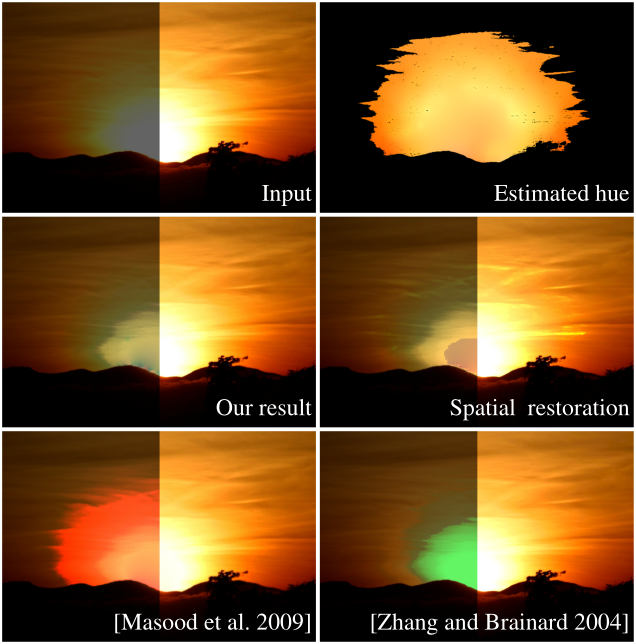 Input
Estimated hue
Our result
Spatial restoration
[Masood et al. 2009]
[Zhang and Brainard 2004]